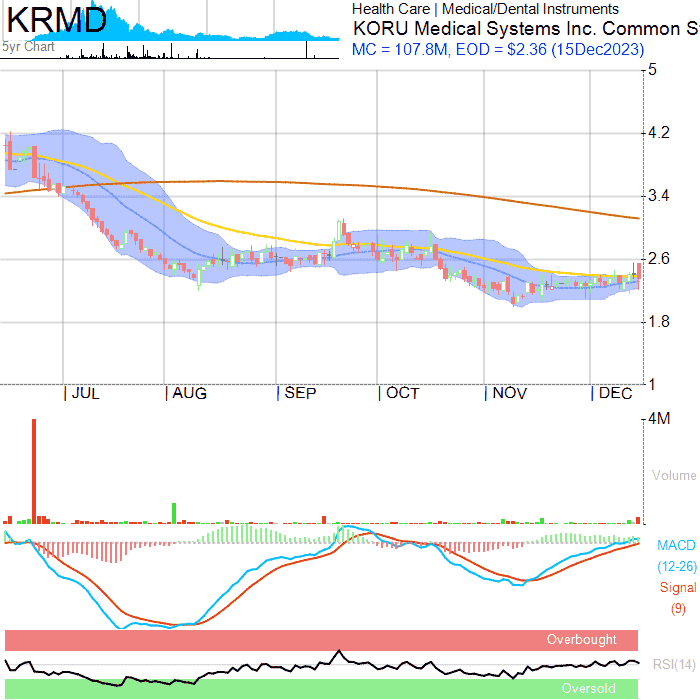 KRMD
5yr Chart
Health Care | Medical/Dental Instruments
KORU Medical Systems Inc. Common S
MC = 107.8M, EOD = $2.36 (15Dec2023)
5
4.2
3.4
2.6
1.8
1
JUL AUG SEP OCT NOV DEC
4M
Volume
MACD
(12-26)
Signal
(9)
Overbought
RSI(14)
Oversold